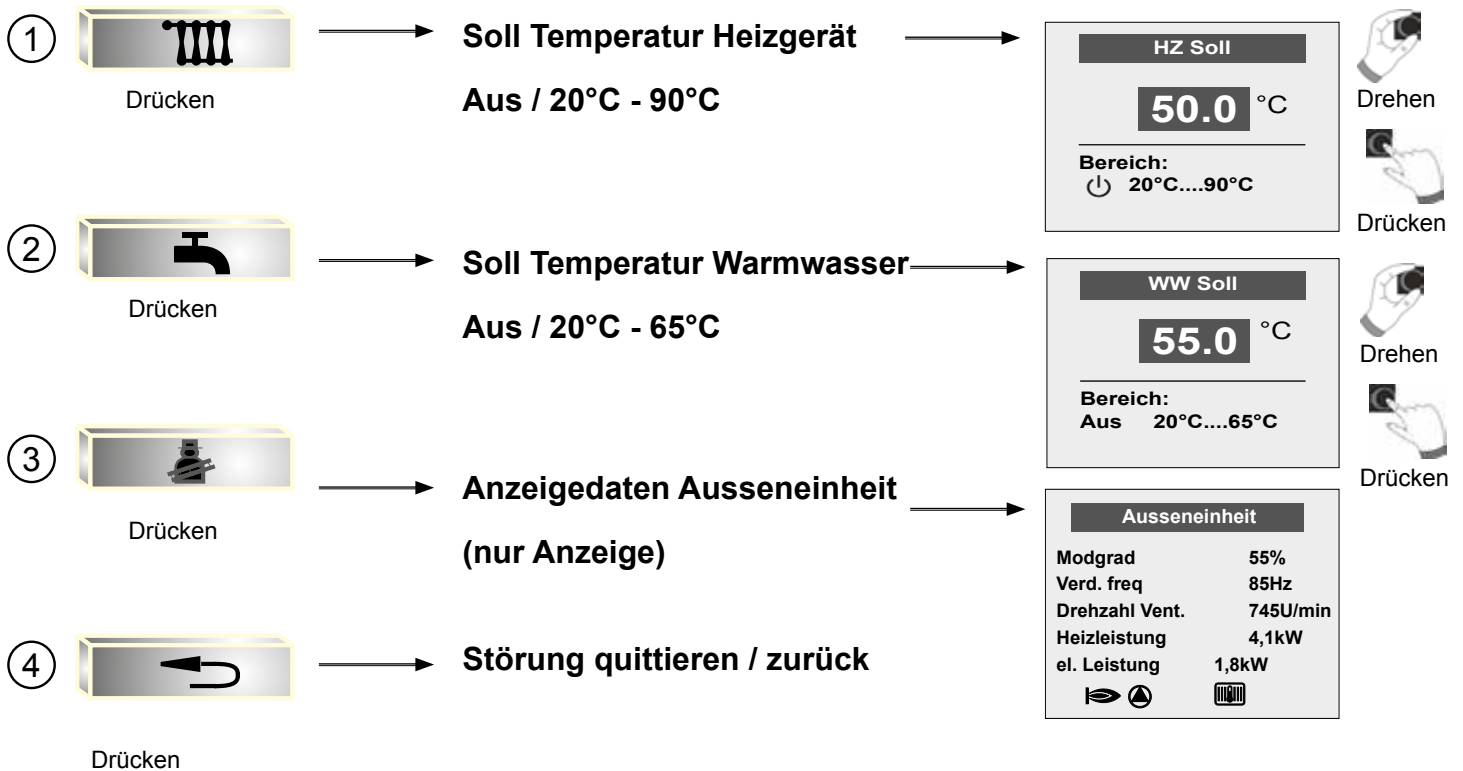 1
Drücken
Soll Temperatur Heizgerät
Aus / 20°C - 90°C
HZ Soll
50.0 °C
Bereich:
20°C....90°C
Drehen
Drücken
2
Drücken
Soll Temperatur Warmwasser
Aus / 20°C - 65°C
WW Soll
55.0 °C
Bereich:
Aus 20°C....65°C
Drehen
Drücken
3
Drücken
Anzeigedaten Ausseneinheit
(nur Anzeige)
Ausseneinheit
Modgrad 55%
Verd. freq 85Hz
Drehzahl Vent. 745U/min
Heizleistung 4,1kW
el. Leistung 1,8kW
4
Drücken
Störung quittieren / zurück